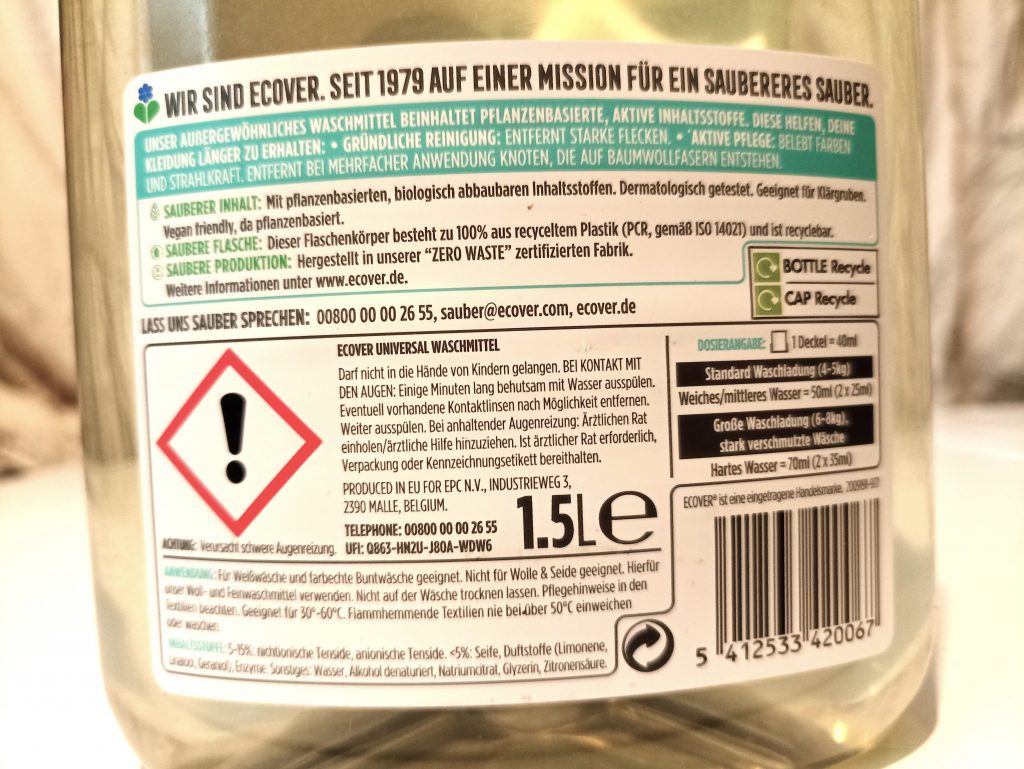 WIR SIND ECOVER. SEIT 1979 AUF EINER MISSION FÜR EIN SAUBERERES SAUBER.
UNSER AUßERGEWÖHNLICHES WASCHMITTEL BEINHALTET PFLANZENBASIERTE, AKTIVE INHALTSSTOFFE. DIESE HELFEN, DEINE
KLEIDUNG LÄNGER ZU ERHALTEN: • GRÜNDLICHE REINIGUNG: ENTFERNT STARKE FLECKEN. • *AKTIVE PFLEGE: BELEBT FARBEN
UND STRAHLKRAFT. ENTFERNT BEI MEHRFACHER ANWENDUNG KNOTEN, DIE AUF BAUMWOLLFASERN ENTSTEHEN.
SAUBERER INHALT: Mit pflanzenbasierten, biologisch abbaubaren Inhaltsstoffen. Dermatologisch getestet. Geeignet für Klärgruben.
Vegan friendly, da pflanzenbasiert.
SAUBERE FLASCHE: Dieser Flaschenkörper besteht zu 100% aus recyceltem Plastik (PCR, gemäß ISO 14021) und ist recyclebar.
SAUBERE PRODUKTION: Hergestellt in unserer "ZERO WASTE" zertifizierten Fabrik.
Weitere Informationen unter www.ecover.de.
BOTTLE Recycle
CAP Recycle
LASS UNS SAUBER SPRECHEN: 00800 00 00 26 55, sauber@ecover.com, ecover.de
ECOVER UNIVERSAL WASCHMITTEL
Darf nicht in die Hände von Kindern gelangen. BEI KONTAKT MIT
DEN AUGEN: Einige Minuten lang behutsam mit Wasser ausspülen.
Eventuell vorhandene Kontaktlinsen nach Möglichkeit entfernen.
Weiter ausspülen. Bei anhaltender Augenreizung: Ärztlichen Rat
einholen/ärztliche Hilfe hinzuziehen. Ist ärztlicher Rat erforderlich,
Verpackung oder Kennzeichnungsetikett bereithalten.
PRODUCED IN EU FOR EPC N.V., INDUSTRIEWEG 3,
2390 MALLE, BELGIUM.
TELEPHONE: 00800 00 00 26 55
UFI: Q863-HN2U-J80A-WDW6
1.5L e
ACHTUNG: Verursacht schwere Augenreizung.
DOSIERANGABE: 1 Deckel = 40ml
Standard Waschladung (4-5kg)
Weiches/mittleres Wasser = 50ml (2 x 25ml)
Große Waschladung (6-8kg),
stark verschmutzte Wäsche
Hartes Wasser = 70ml (2 x 35ml)
ECOVER® ist eine eingetragene Handelsmarke. 200989-977
ANWENDUNG: Für Weißwäsche und farbechte Buntwäsche geeignet. Nicht für Wolle & Seide geeignet. Hierfür
unser Woll- und Feinwaschmittel verwenden. Nicht auf der Wäsche trocknen lassen. Pflegehinweise in den
Textilien beachten. Geeignet für 30°-60°C. Flammhemmende Textilien nie bei über 50°C einweichen
oder waschen.
INHALTSSTOFFE: 5-15%: nichtionische Tenside, anionische Tenside. <5%: Seife, Duftstoffe (Limonene,
Linalool, Geraniol), Enzyme. Sonstiges: Wasser, Alkohol denaturiert, Natriumcitrat, Glyzerin, Zitronensäure.
5 412533 420067